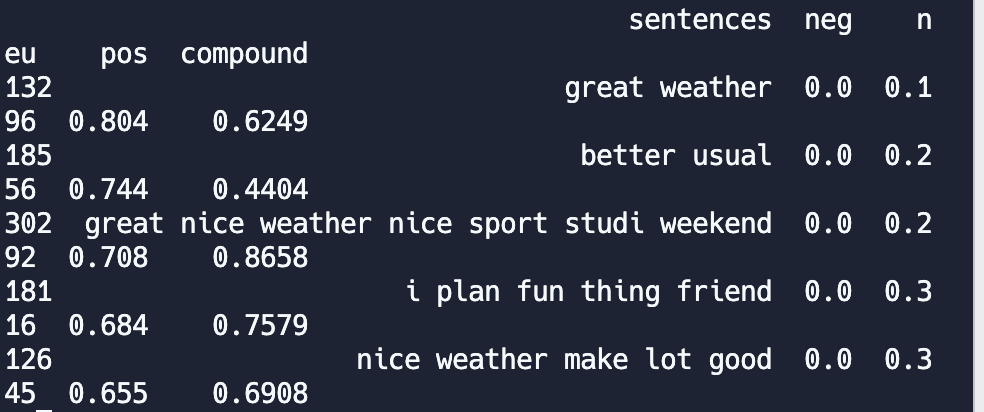 sentences neg n
eu pos compound
132 great weather 0.0 0.1
96 0.804 0.6249
185 better usual 0.0 0.2
56 0.744 0.4404
302 great nice weather nice sport studi weekend 0.0 0.2
92 0.708 0.8658
181 i plan fun thing friend 0.0 0.3
16 0.684 0.7579
126 nice weather make lot good 0.0 0.3
45 0.655 0.6908